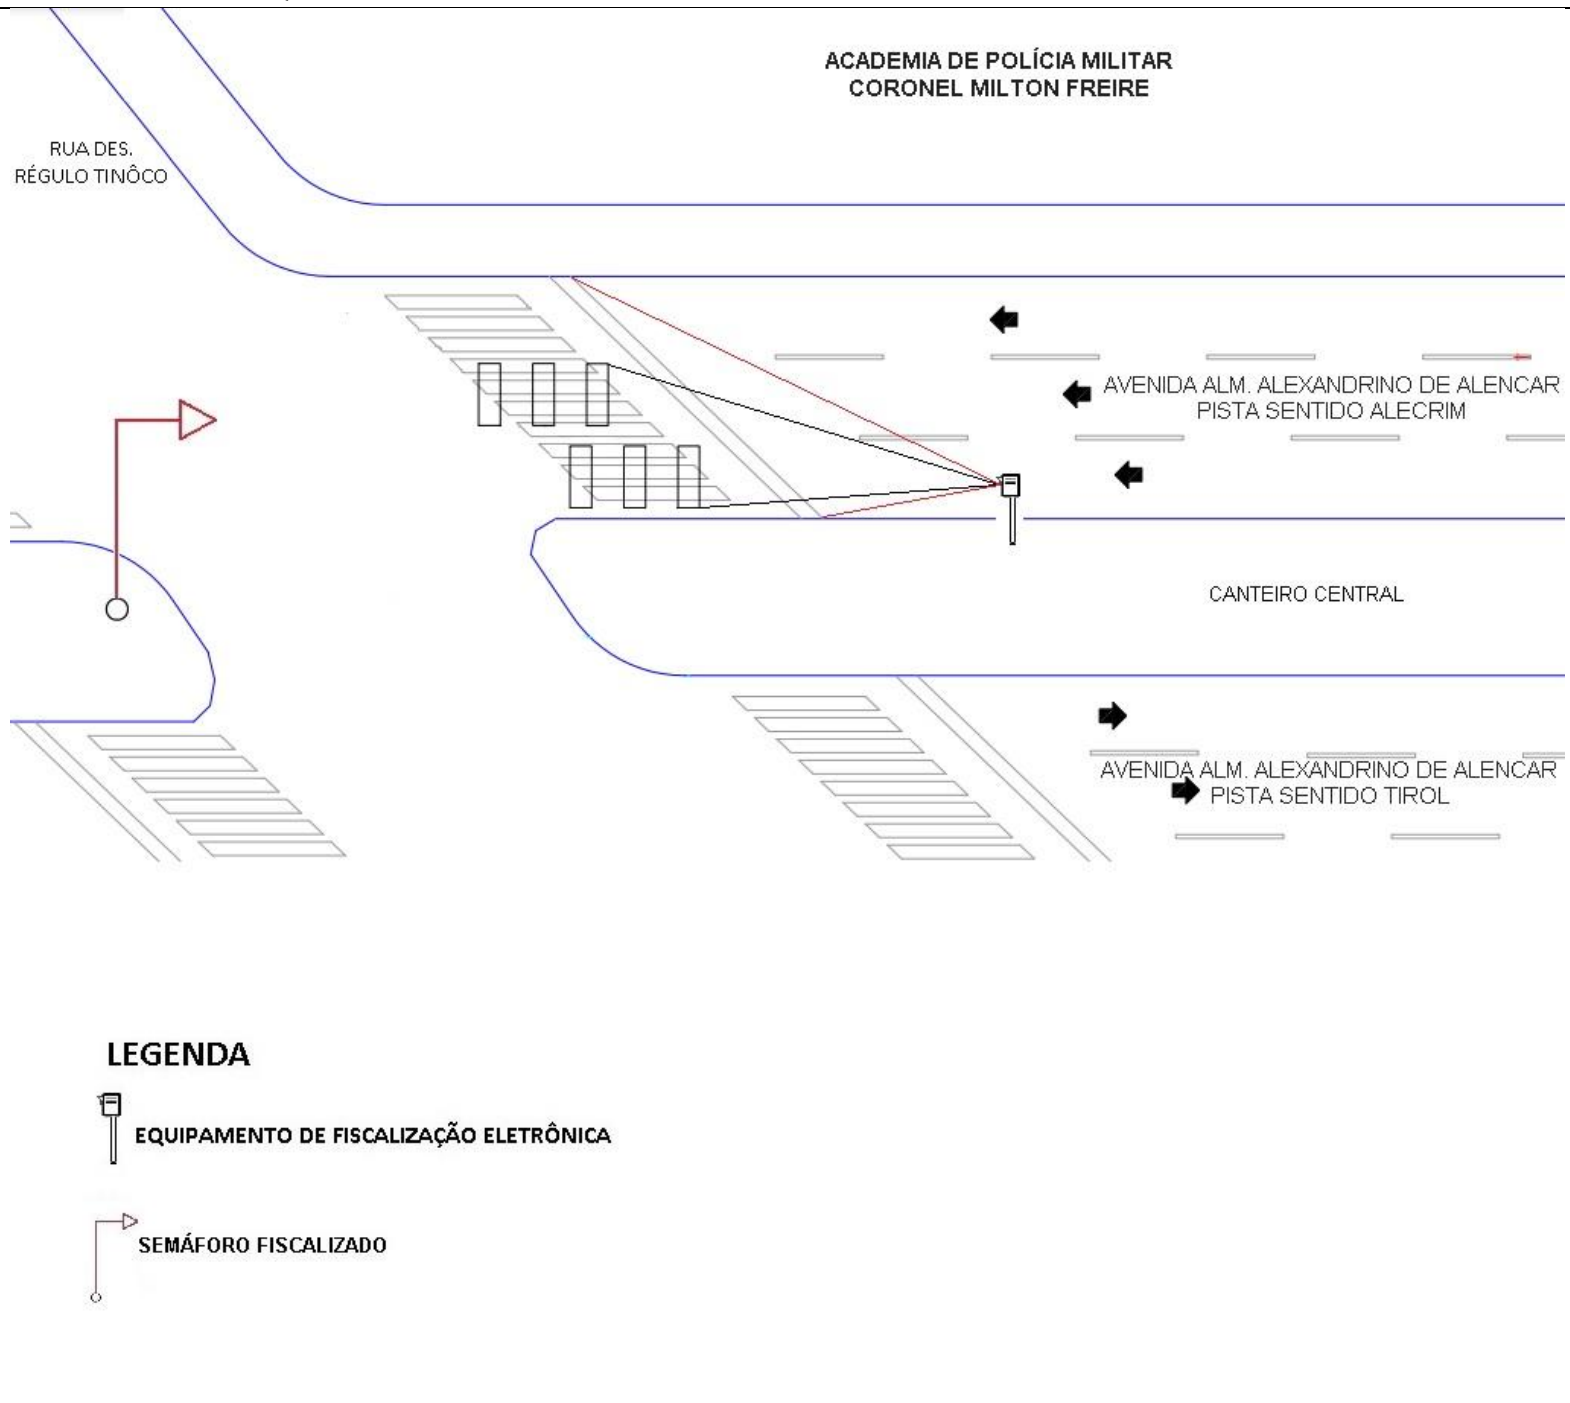 ACADEMIA DE POLÍCIA MILITAR
CORONEL MILTON FREIRE
RUA DES.
RÉGULO TINÔCO
AVENIDA ALM. ALEXANDRINO DE ALENCAR
PISTA SENTIDO ALECRIM
CANTEIRO CENTRAL
AVENIDA ALM. ALEXANDRINO DE ALENCAR
PISTA SENTIDO TIROL
LEGENDA
EQUIPAMENTO DE FISCALIZAÇÃO ELETRÔNICA
SEMÁFORO FISCALIZADO